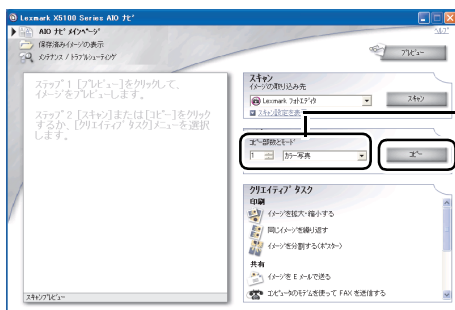 Lexmark X5100 Series AIO ﾅﾋﾞ
AIO ﾅﾋﾞ ﾒｲﾝﾍﾟｰｼﾞ
ﾍﾙﾌﾟ
保存済みｲﾒｰｼﾞの表示
ﾒﾝﾃﾅﾝｽ / ﾄﾗﾌﾞﾙｼｭｰﾃｨﾝｸﾞ
ﾌﾟﾚﾋﾞｭｰ
ｽﾃｯﾌﾟ 1 [ﾌﾟﾚﾋﾞｭｰ]をｸﾘｯｸして、
ｲﾒｰｼﾞをﾌﾟﾚﾋﾞｭｰします。
ｽﾃｯﾌﾟ 2 [ｽｷｬﾝ]または[ｺﾋﾟｰ]をｸﾘｯｸ
するか、[ｸﾘｴｲﾃｨﾌﾞ ﾀｽｸ]ﾒﾆｭｰを選択
します。
ｽｷｬﾝﾌﾟﾚﾋﾞｭｰ
ｽｷｬﾝ
ｲﾒｰｼﾞの取り込み先
Lexmark ﾌｫﾄｴﾃﾞｨﾀ
ｽｷｬﾝ
ｽｷｬﾝ設定を表
ｺﾋﾟｰ部数とﾓｰﾄﾞ
1
ｶﾗｰ写真
ｺﾋﾟｰ
ｸﾘｴｲﾃｨﾌﾞ ﾀｽｸ
印刷
ｲﾒｰｼﾞを拡大・縮小する
同じｲﾒｰｼﾞを繰り返す
ｲﾒｰｼﾞを分割する(ﾎﾟｽﾀｰ)
共有
ｲﾒｰｼﾞを E ﾒｰﾙで送る
ｺﾝﾋﾟｭｰﾀのﾓﾃﾞﾑを使って FAX を送信する